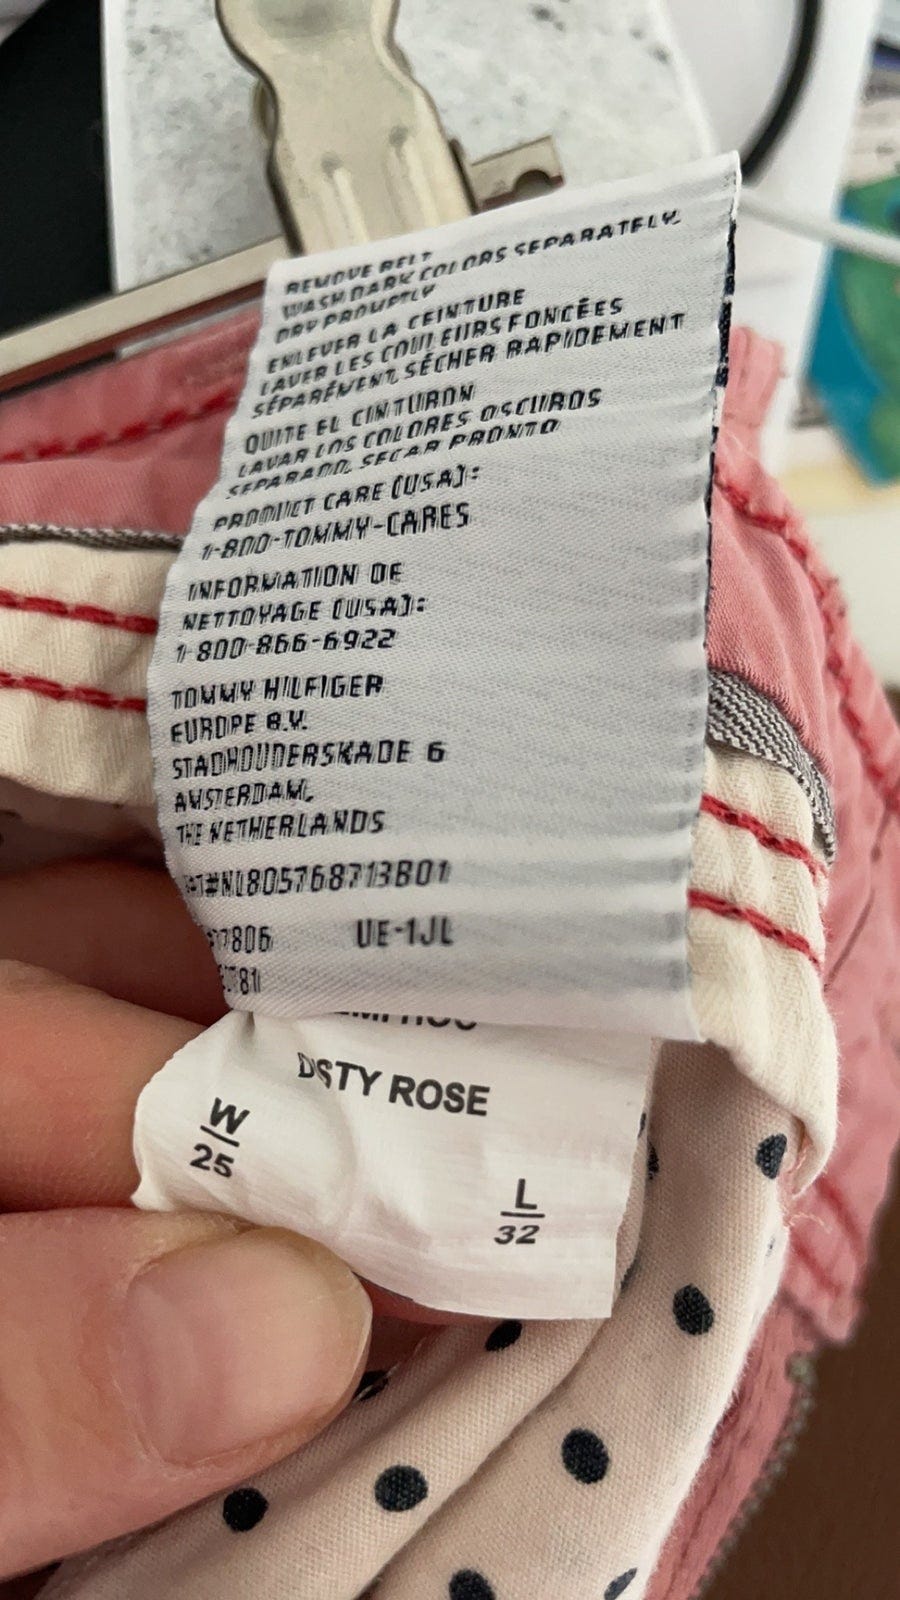 REMOVE BELT
WASH DARK COLORS SEPARATELY.
DRY PROMPTLY
ENLEVER LA CEINTURE
LAVER LES COULEURS FONCÉES
SÉPARÉMENT, SÉCHER RAPIDEMENT
QUITE EL CINTURON
LAVAR LOS COLORES OSCUROS
SEPARADO, SECAR PRONTO
PRODUCT CARE (USA):
1-800-TOMMY-CARES
INFORMATION DE
NETTOYAGE (USA):
1-800-866-6922
TOMMY HILFIGER
EUROPE B.V.
STADHOUDERSKADE 6
AMSTERDAM,
THE NETHERLANDS
#NL805768713B01
7806 UE-1JL
781
DSTY ROSE
W
25
L
32